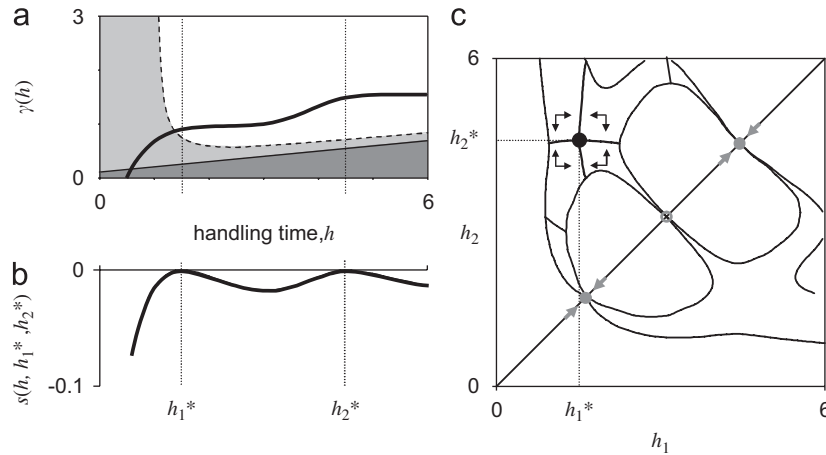 a
3
γ(h)
0
0
6
handling time,h
b
0
s(h, h1* ,h2*)
-0.1
h1*
h2*
c
6
h2*
h2
0
0
h1*
6
h1